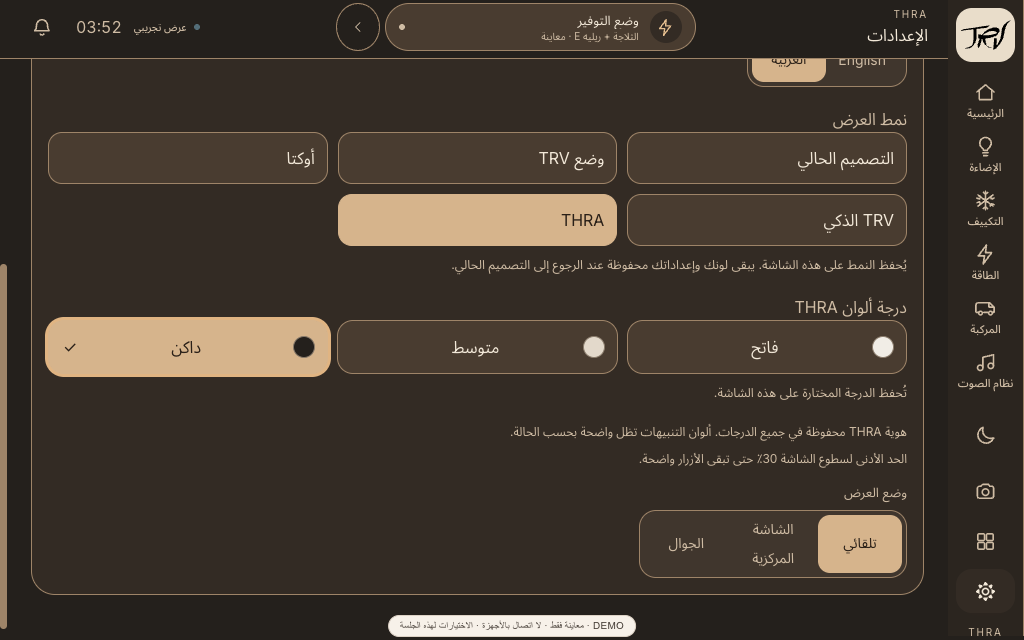 THRA
الإعدادات
وضع التوفير
الثلاجة + ريليه E · معاينة
عرض تجريبي
03:52
TRV
الرئيسية
الإضاءة
التكييف
الطاقة
المركبة
نظام الصوت
THRA
English
العربية
نمط العرض
التصميم الحالي
وضع TRV
أوكتا
TRV الذكي
THRA
يُحفظ النمط على هذه الشاشة. يبقى لونك وإعداداتك محفوظة عند الرجوع إلى التصميم الحالي.
درجة ألوان THRA
فاتح
متوسط
داكن
تُحفظ الدرجة المختارة على هذه الشاشة.
هوية THRA محفوظة في جميع الدرجات. ألوان التنبيهات تظل واضحة بحسب الحالة.
الحد الأدنى لسطوع الشاشة 30٪ حتى تبقى الأزرار واضحة.
وضع العرض
تلقائي
الشاشة
المركزية
الجوال
DEMO · معاينة فقط · لا اتصال بالأجهزة · الاختيارات لهذه الجلسة